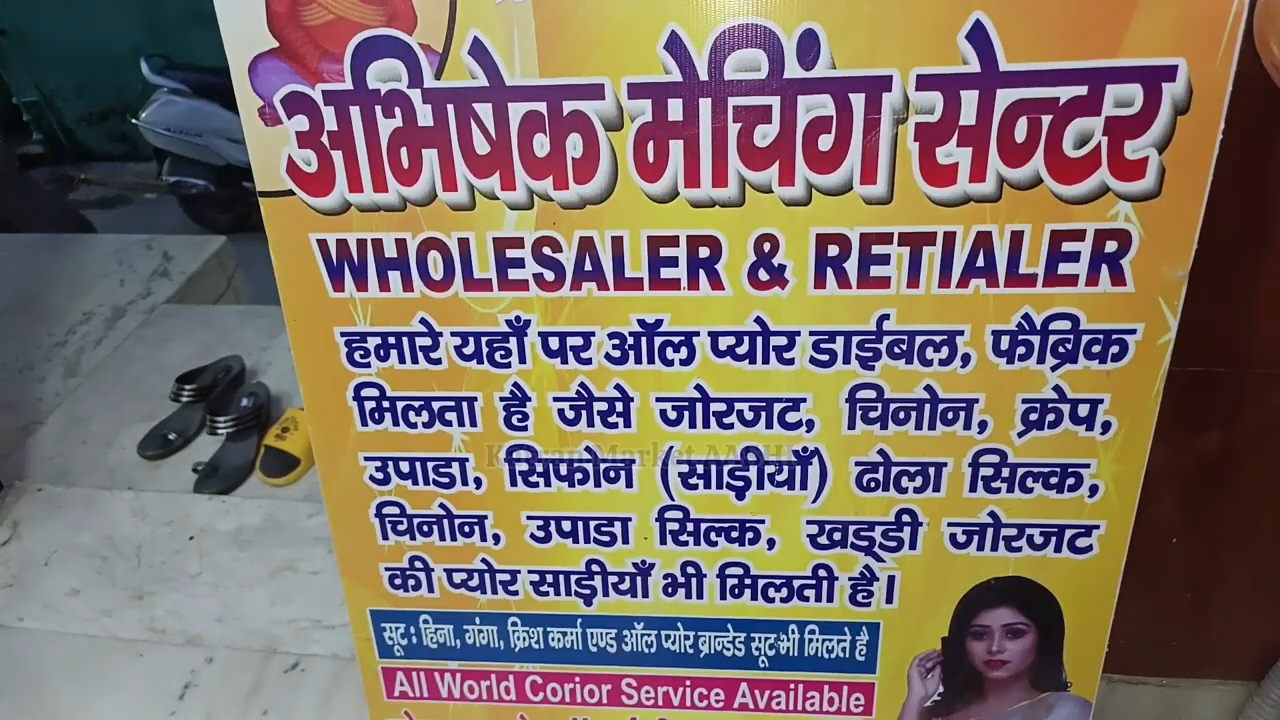 अभिषेक मेचिंग सेन्टर
WHOLESALER & RETIALER
हमारे यहाँ पर ऑल प्योर डाईबल, फैब्रिक
मिलता है जैसे जोरजट, चिनोन, क्रेप,
उपाडा, सिफोन (साड़ीयाँ) ढोला सिल्क,
चिनोन, उपाडा सिल्क, खड्डी जोरजट
की प्योर साड़ीयाँ भी मिलती है।
सूट : हिना, गंगा, क्रिश कर्मा एण्ड ऑल प्योर ब्रान्डेड सूट भी मिलते है
All World Corior Service Available